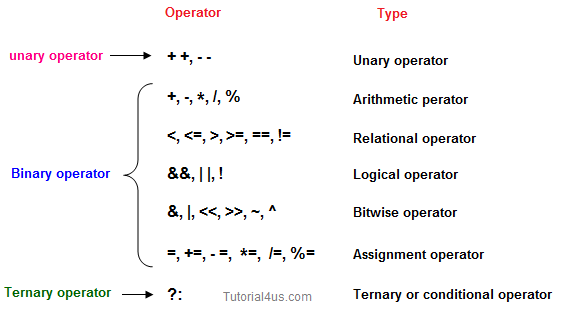 Operator Type
unary operator + +, - - Unary operator
+, -, *, /, % Arithmetic perator
<, <=, >, >=, ==, != Relational operator
Binary operator &&, | |, ! Logical operator
&, |, <<, >>, ~, ^ Bitwise operator
=, +=, - =, *=, /=, %= Assignment operator
Ternary operator ?: Tutorial4us.com Ternary or conditional operator